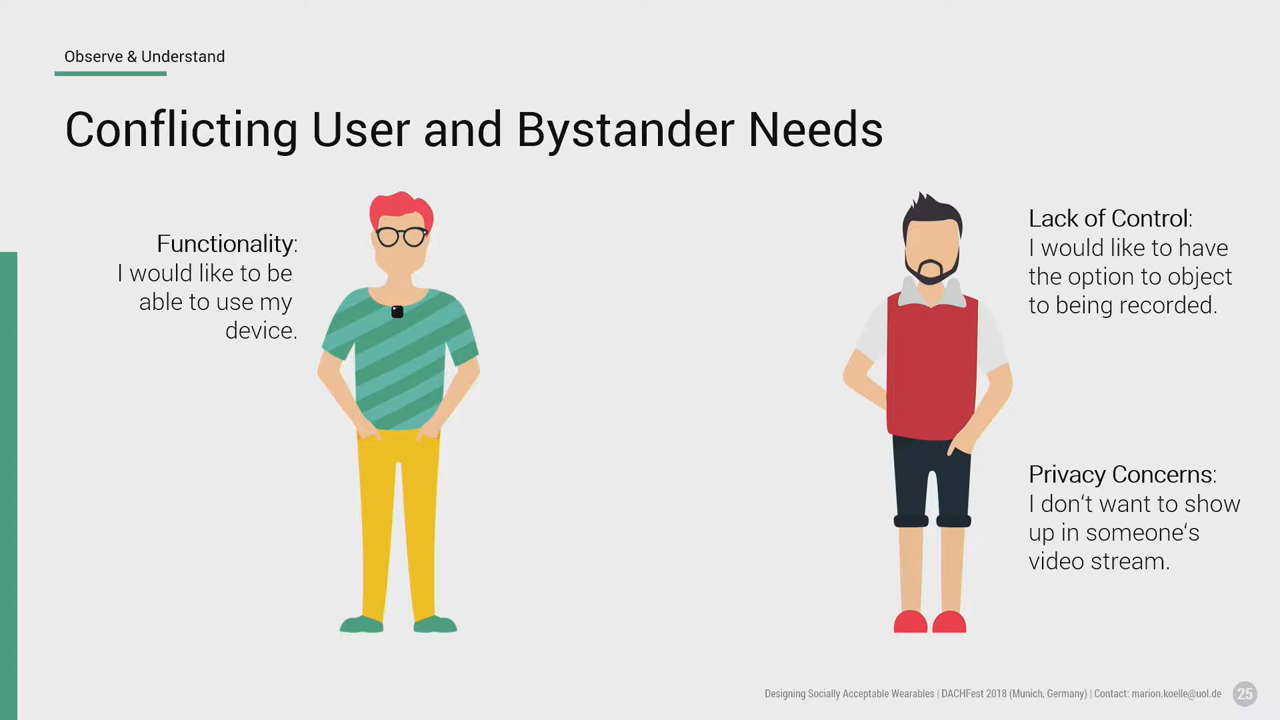 Observe & Understand
Conflicting User and Bystander Needs
Functionality:
I would like to be
able to use my
device.
Lack of Control:
I would like to have
the option to object
to being recorded.
Privacy Concerns:
I don‘t want to show
up in someone‘s
video stream.
Designing Socially Acceptable Wearables | DACHFest 2018 (Munich, Germany) | Contact: marion.koelle@uol.de 25